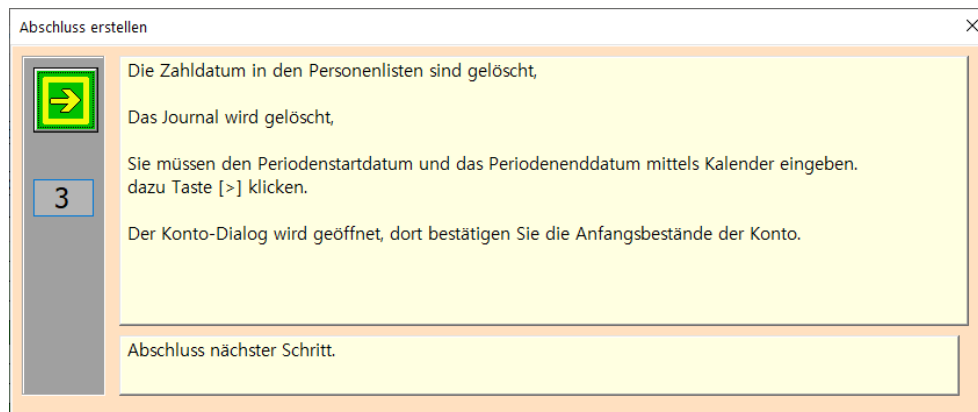 Abschluss erstellen
Die Zahldatum in den Personenlisten sind gelöscht,
Das Journal wird gelöscht,
Sie müssen den Periodenstartdatum und das Periodenenddatum mittels Kalender eingeben.
dazu Taste [>] klicken.
3
Der Konto-Dialog wird geöffnet, dort bestätigen Sie die Anfangsbestände der Konto.
Abschluss nächster Schritt.